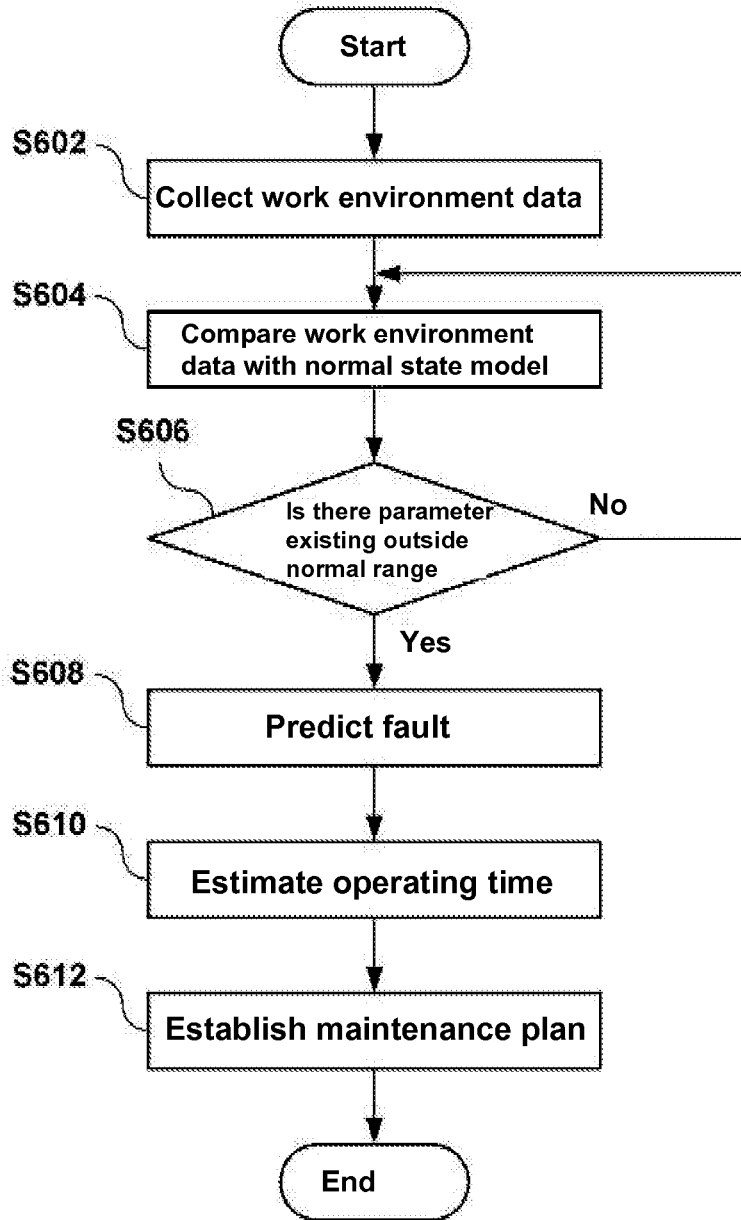 Start
S602
Collect work environment data
S604
Compare work environment
data with normal state model
S606
Is there parameter
existing outside
normal range
No
Yes
S608
Predict fault
S610
Estimate operating time
S612
Establish maintenance plan
End